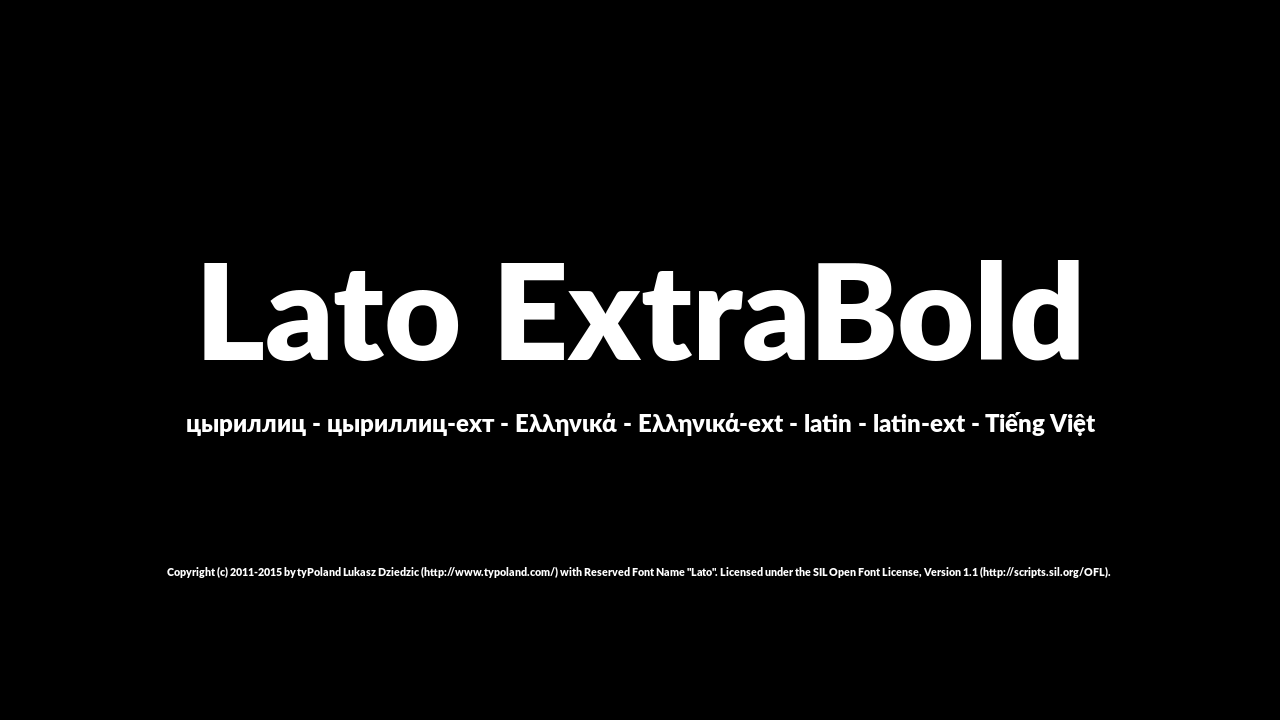 Lato ExtraBold
цыриллиц - цыриллиц-ехт - Ελληνικά - Ελληνικά-ext - latin - latin-ext - Tiếng Việt
Copyright (c) 2011-2015 by tyPoland Lukasz Dziedzic (http://www.typoland.com/) with Reserved Font Name "Lato". Licensed under the SIL Open Font License, Version 1.1 (http://scripts.sil.org/OFL).